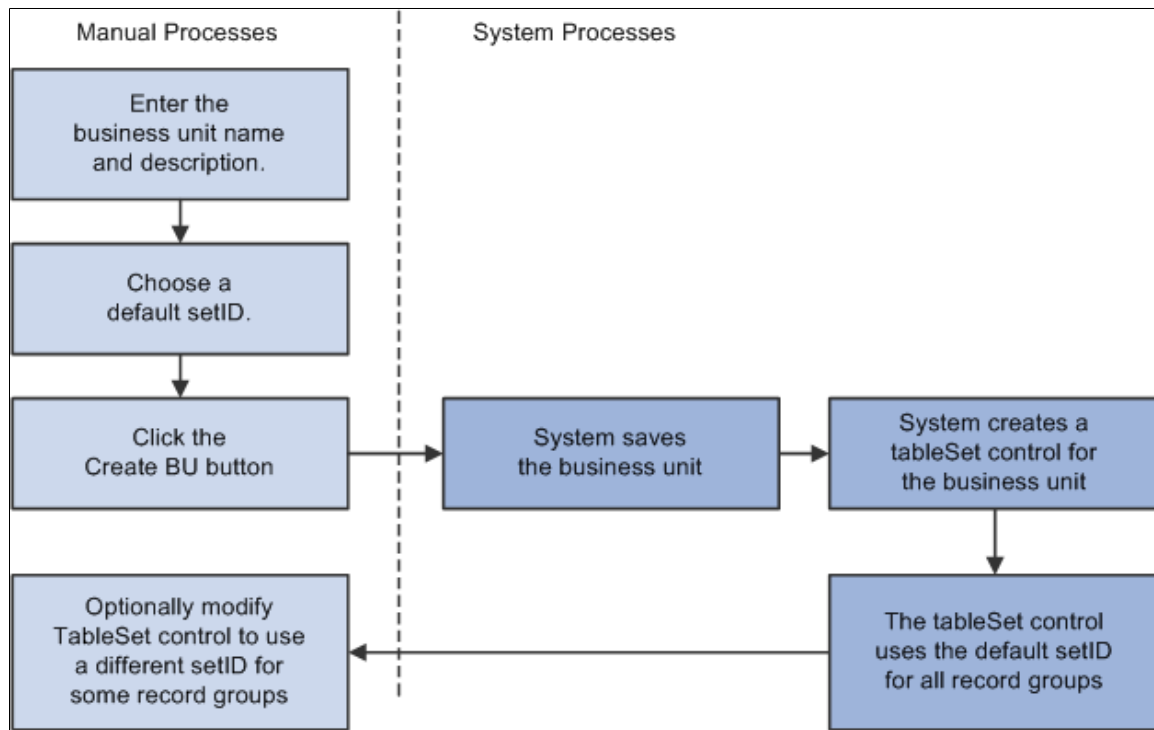 Manual Processes
System Processes
Enter the
business unit name
and description.
Choose a
default setID.
Click the
Create BU button
System saves
the business unit
System creates a
tableSet control for
the business unit
Optionally modify
TableSet control to use
a different setID for
some record groups
The tableSet control
uses the default setID
for all record groups